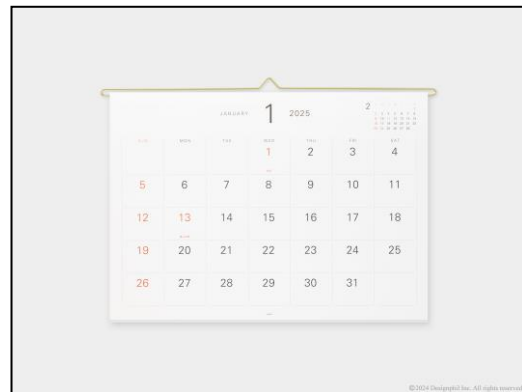 JANUARY 1 2025 2
SUN MON TUE WED THU FRI SAT
1 2 3 4
5 6 7 8 9 10 11
12 13 14 15 16 17 18
19 20 21 22 23 24 25
26 27 28 29 30 31
©2024 Designphil Inc. All rights reserved.